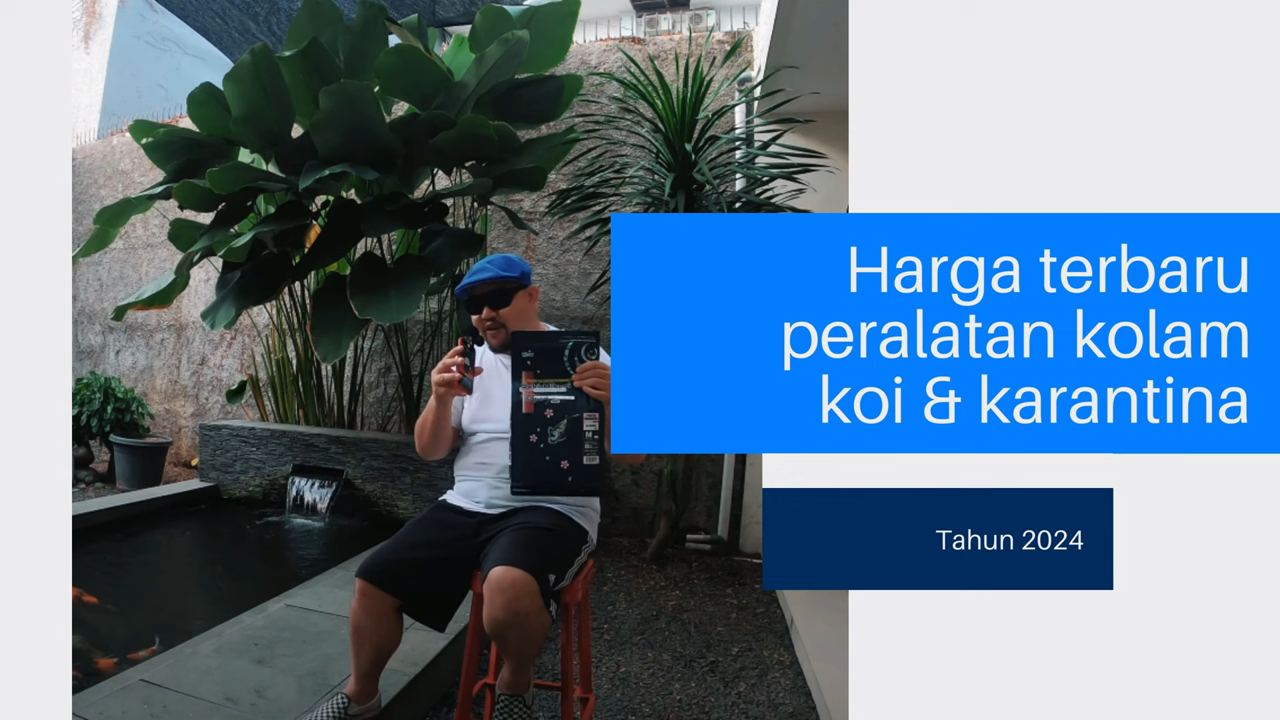 Harga terbaru
peralatan kolam
koi & karantina
Tahun 2024